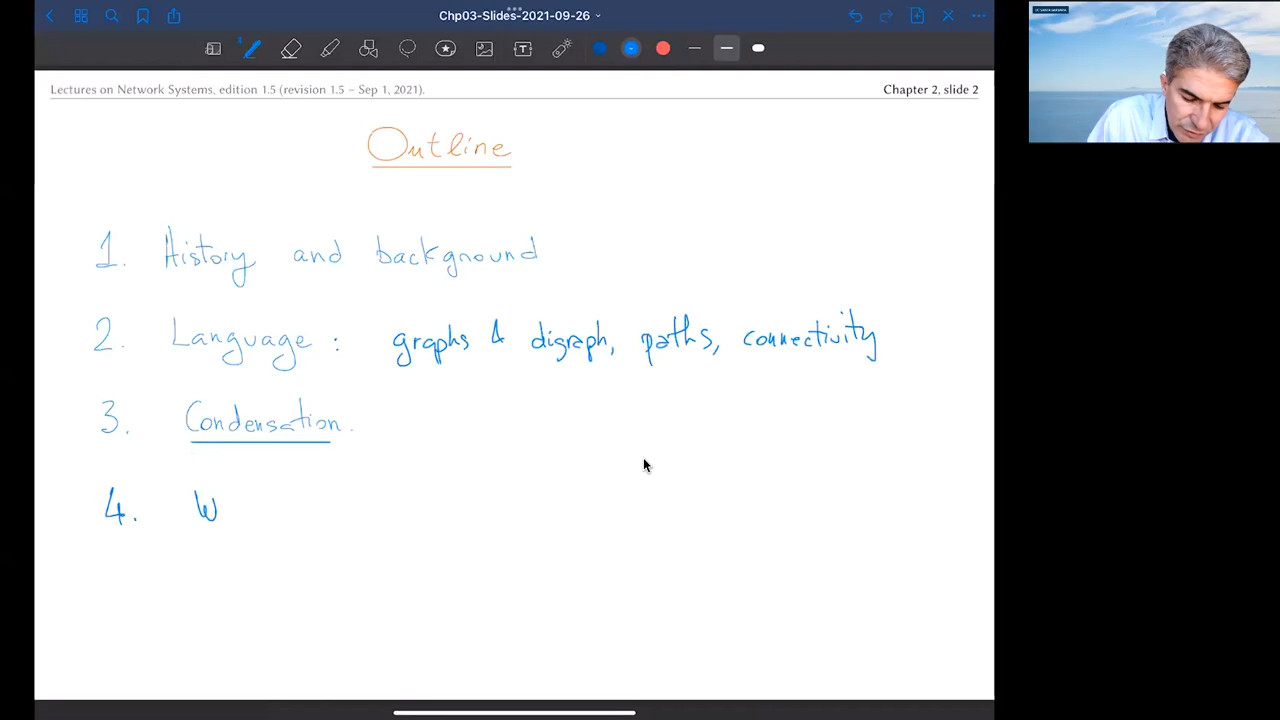 Chp03-Slides-2021-09-26
Lectures on Network Systems, edition 1.5 (revision 1.5 – Sep 1, 2021).
Chapter 2, slide 2
Outline
1. History and background
2. Language : graphs & digraph, paths, connectivity
3. Condensation.
4. W